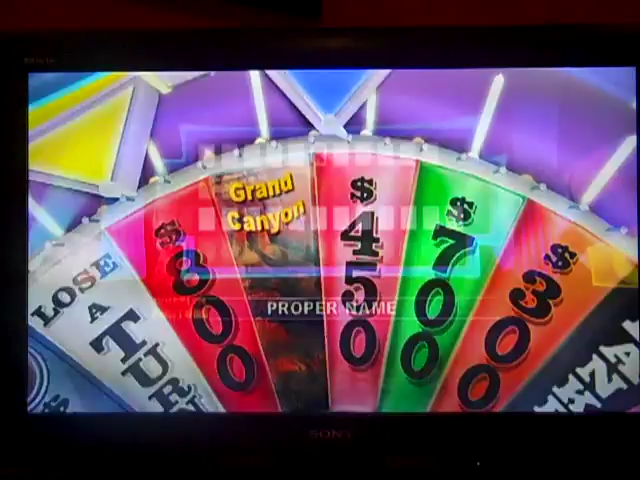 LOSE
A
TURN
$800
Grand
Canyon
$450
$700
$300
PROPER NAME
SONY